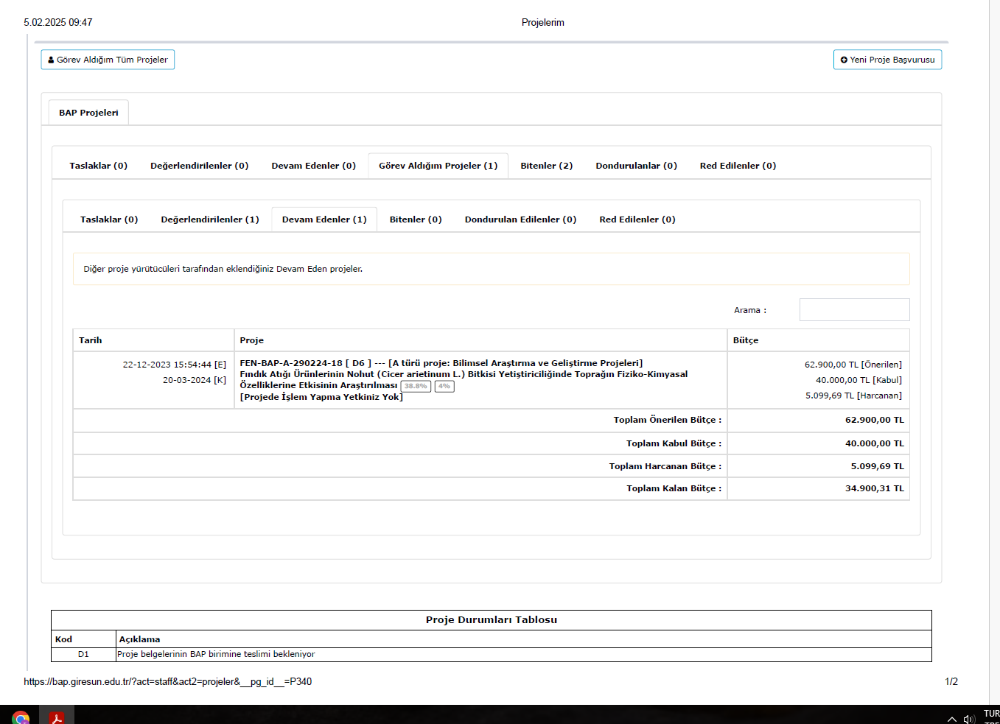 5.02.2025 09:47
Projelerim
Görev Aldığım Tüm Projeler
Yeni Proje Başvurusu
BAP Projeleri
Taslaklar (0) Değerlendirilenler (0) Devam Edenler (0) Görev Aldığım Projeler (1) Bitenler (2) Dondurulanlar (0) Red Edilenler (0)
Taslaklar (0) Değerlendirilenler (1) Devam Edenler (1) Bitenler (0) Dondurulan Edilenler (0) Red Edilenler (0)
Diğer proje yürütücüleri tarafından eklendiğiniz Devam Eden projeler.
Arama :
Tarih Proje Bütçe
22-12-2023 15:54:44 [E]
20-03-2024 [K]
FEN-BAP-A-290224-18 [ D6 ] --- [A türü proje: Bilimsel Araştırma ve Geliştirme Projeleri]
Fındık Atığı Ürünlerinin Nohut (Cicer arietinum L.) Bitkisi Yetiştiriciliğinde Toprağın Fiziko-Kimyasal
Özelliklerine Etkisinin Araştırılması 38.8% 4%
[Projede İşlem Yapma Yetkiniz Yok]
62.900,00 TL [Önerilen]
40.000,00 TL [Kabul]
5.099,69 TL [Harcanan]
Toplam Önerilen Bütçe : 62.900,00 TL
Toplam Kabul Bütçe : 40.000,00 TL
Toplam Harcanan Bütçe : 5.099,69 TL
Toplam Kalan Bütçe : 34.900,31 TL
Proje Durumları Tablosu
Kod Açıklama
D1 Proje belgelerinin BAP birimine teslimi bekleniyor
https://bap.giresun.edu.tr/?act=staff&act2=projeler&__pg_id__=P340
1/2
TUR